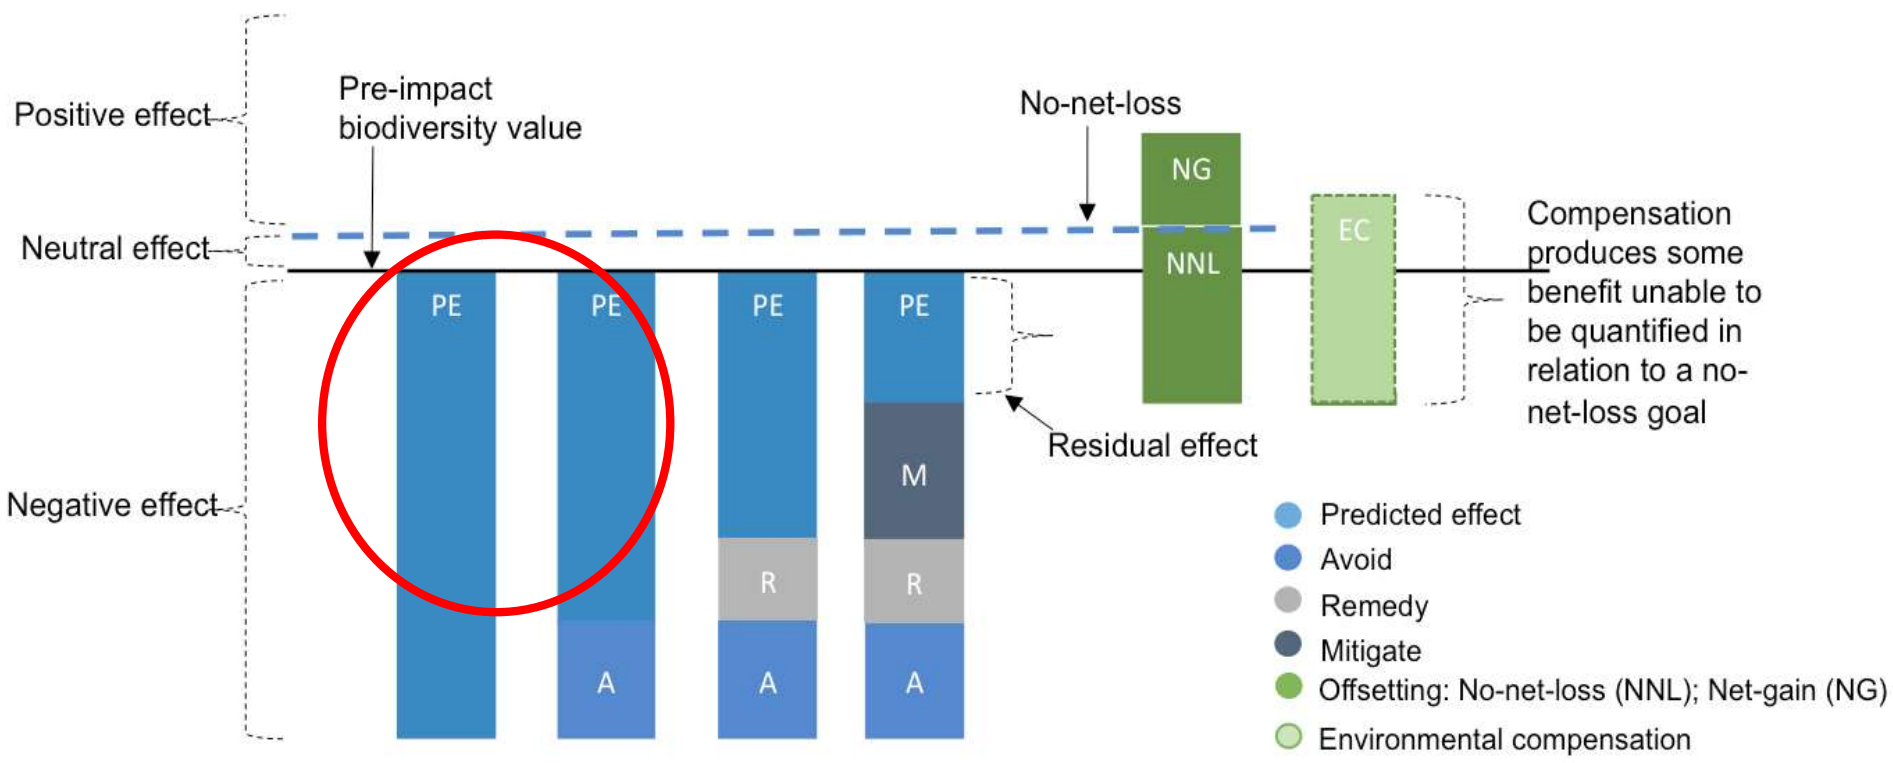 Positive effect
Neutral effect
Negative effect
Pre-impact
biodiversity value
No-net-loss
PE
PE
A
PE
R
A
PE
M
R
A
Residual effect
NG
NNL
EC
Compensation
produces some
benefit unable to
be quantified in
relation to a no-
net-loss goal
Predicted effect
Avoid
Remedy
Mitigate
Offsetting: No-net-loss (NNL); Net-gain (NG)
Environmental compensation